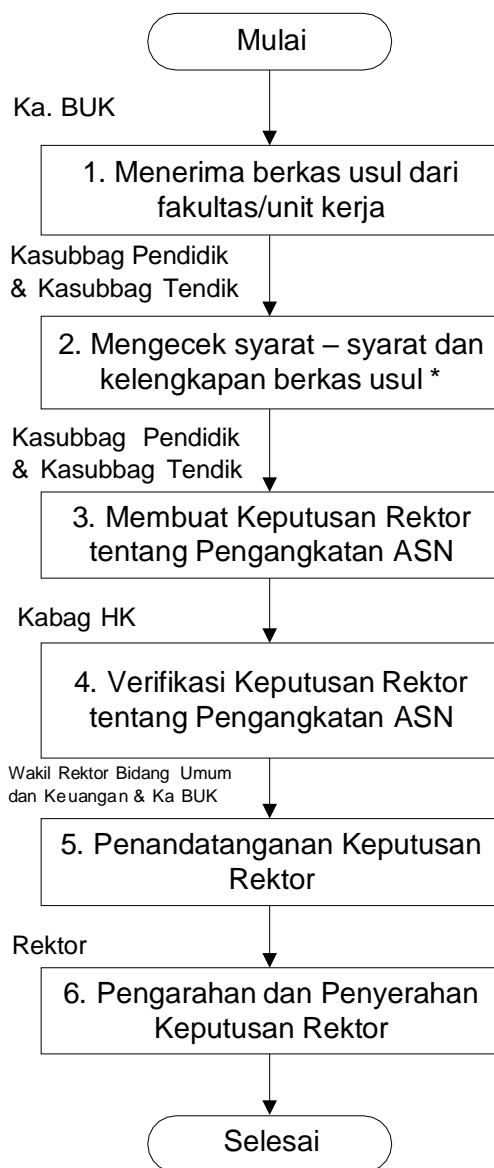 Mulai
Ka. BUK
1. Menerima berkas usul dari
fakultas/unit kerja
Kasubbag Pendidik
& Kasubbag Tendik
2. Mengecek syarat – syarat dan
kelengkapan berkas usul *
Kasubbag Pendidik
& Kasubbag Tendik
3. Membuat Keputusan Rektor
tentang Pengangkatan ASN
Kabag HK
4. Verifikasi Keputusan Rektor
tentang Pengangkatan ASN
Wakil Rektor Bidang Umum
dan Keuangan & Ka BUK
5. Penandatanganan Keputusan
Rektor
Rektor
6. Pengarahan dan Penyerahan
Keputusan Rektor
Selesai